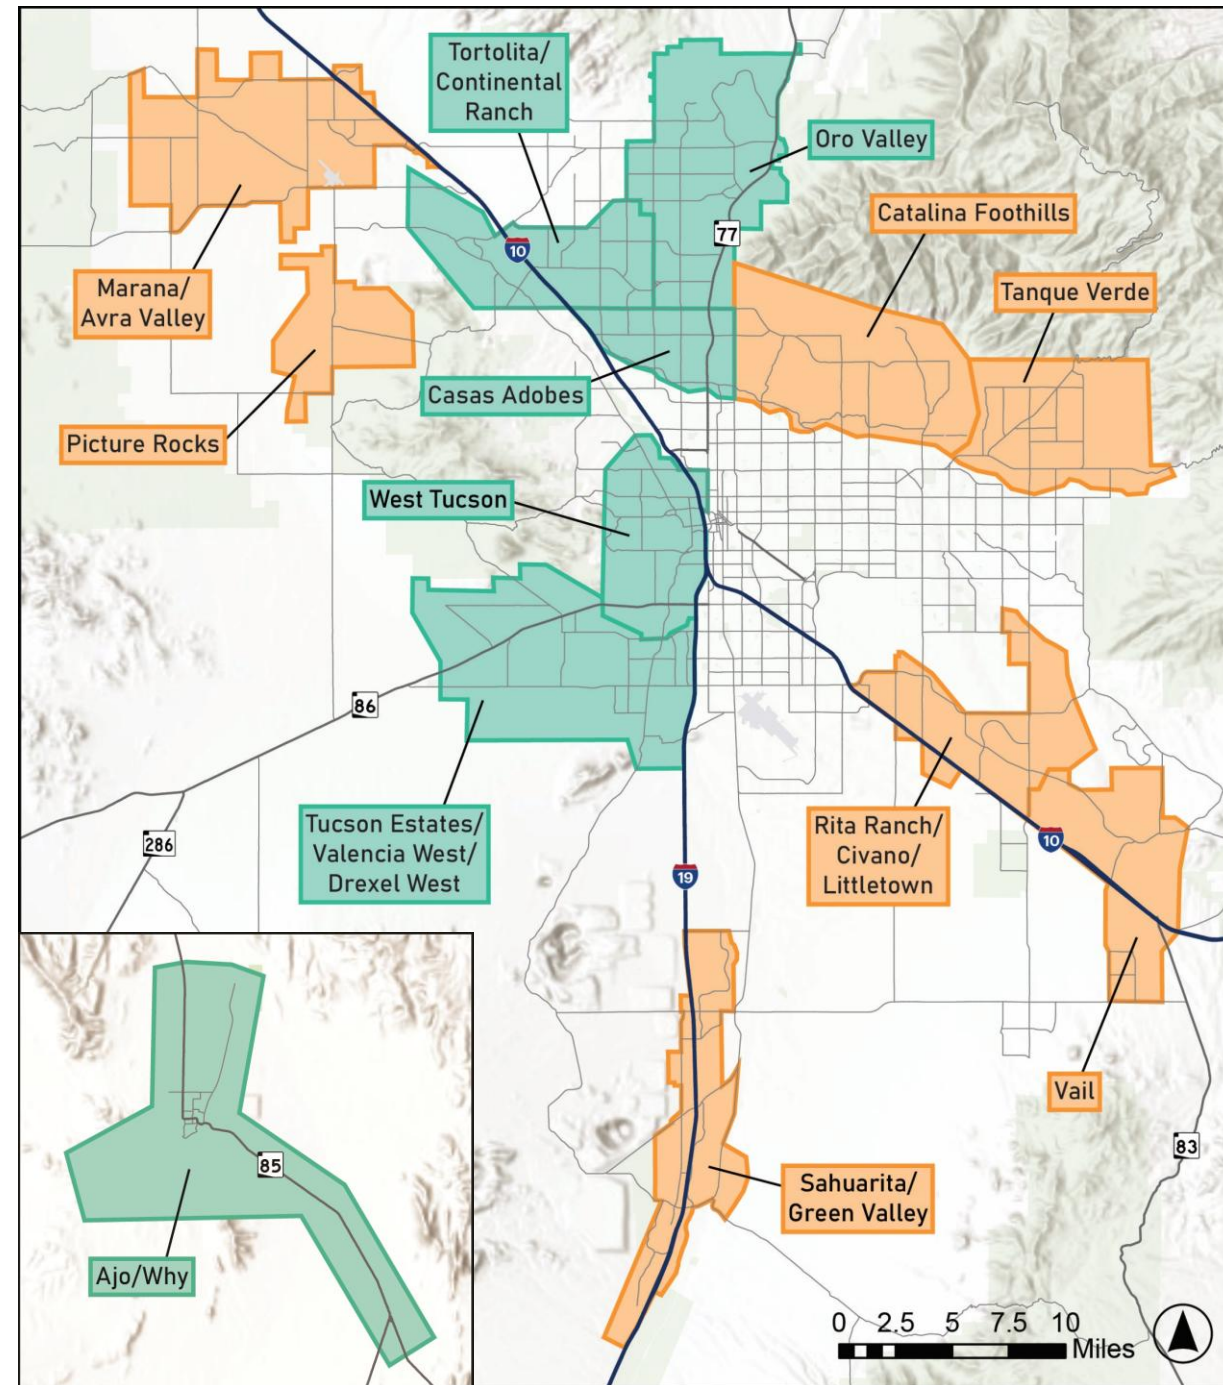 Tortolita/
Continental
Ranch
Oro Valley
Catalina Foothills
77
10
Marana/
Avra Valley
Tanque Verde
Casas Adobes
Picture Rocks
West Tucson
86
286
Tucson Estates/
Valencia West/
Drexel West
19
Rita Ranch/
Civano/
Littletown
10
Vail
83
85
Sahuarita/
Green Valley
Ajo/Why
0 2.5 5 7.5 10
Miles